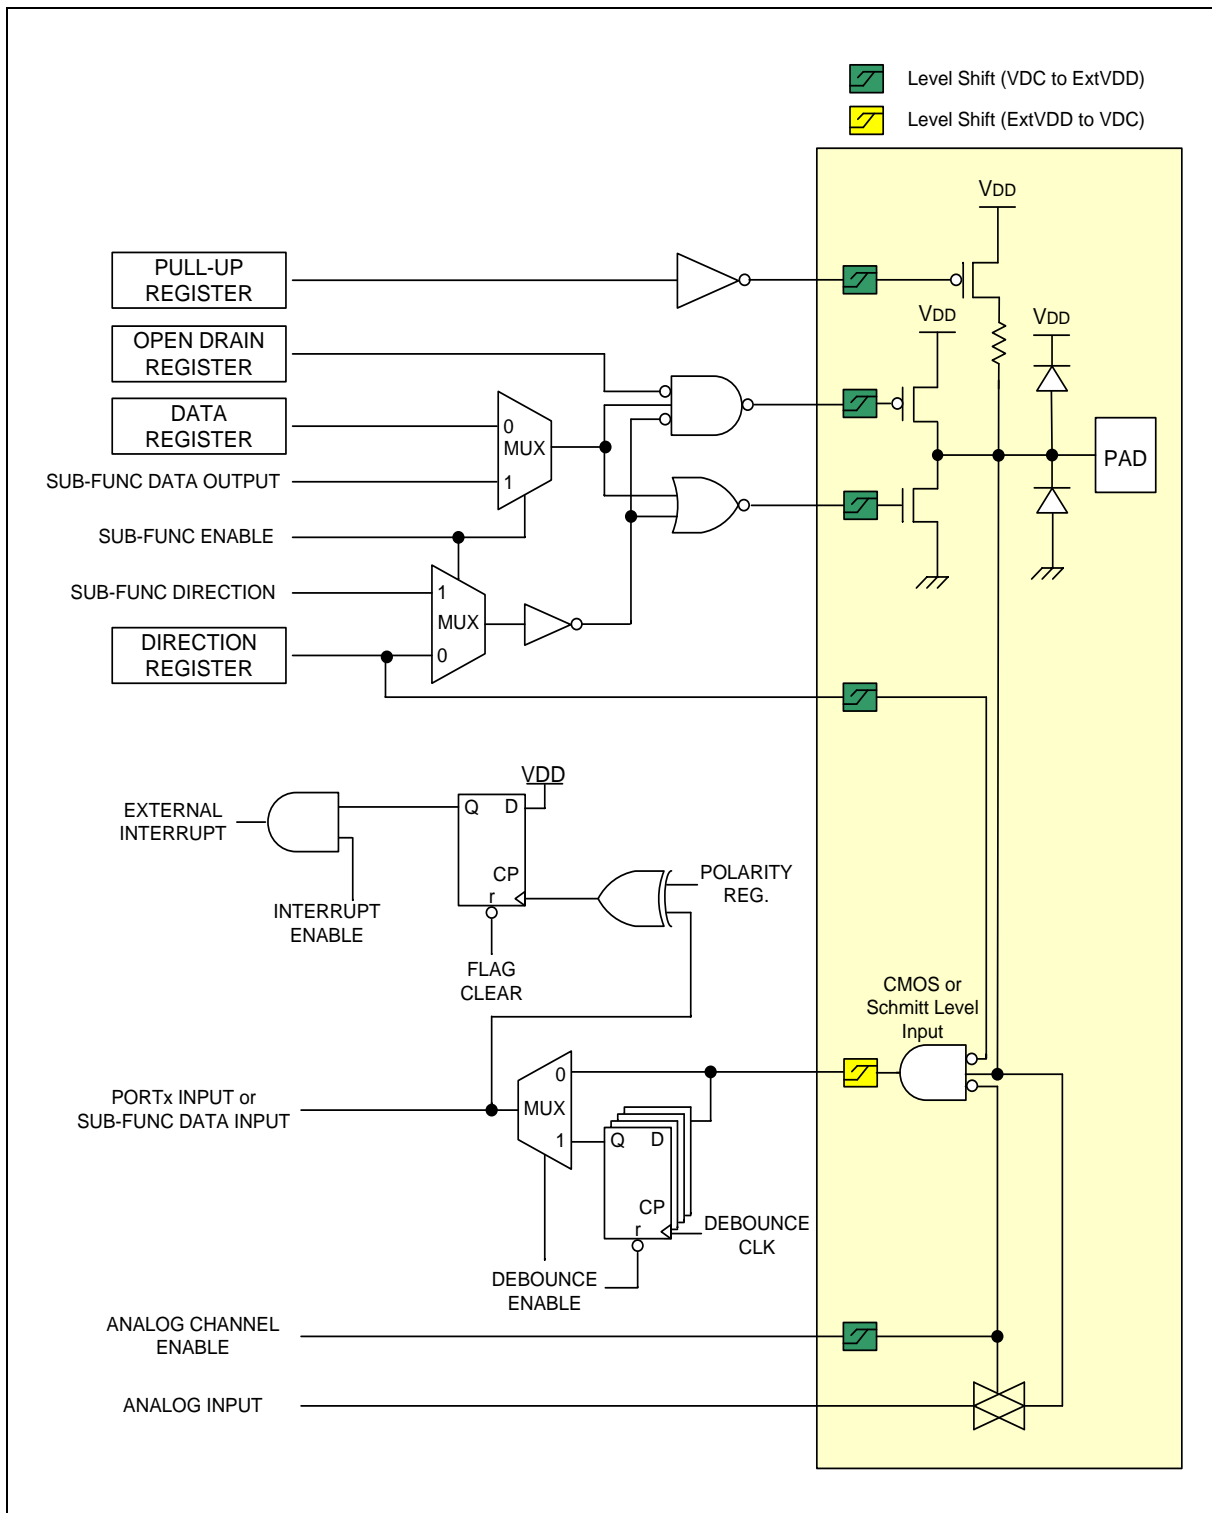 Level Shift (VDC to ExtVDD)
Level Shift (ExtVDD to VDC)
VDD
PULL-UP
REGISTER
VDD
VDD
OPEN DRAIN
REGISTER
DATA
REGISTER
0
MUX
1
PAD
SUB-FUNC DATA OUTPUT
SUB-FUNC ENABLE
SUB-FUNC DIRECTION
1
MUX
0
DIRECTION
REGISTER
VDD
Q D
CP
r
EXTERNAL
INTERRUPT
POLARITY
REG.
INTERRUPT
ENABLE
FLAG
CLEAR
CMOS or
Schmitt Level
Input
0
MUX
1
PORTx INPUT or
SUB-FUNC DATA INPUT
Q D
CP
r
DEBOUNCE
CLK
DEBOUNCE
ENABLE
ANALOG CHANNEL
ENABLE
ANALOG INPUT